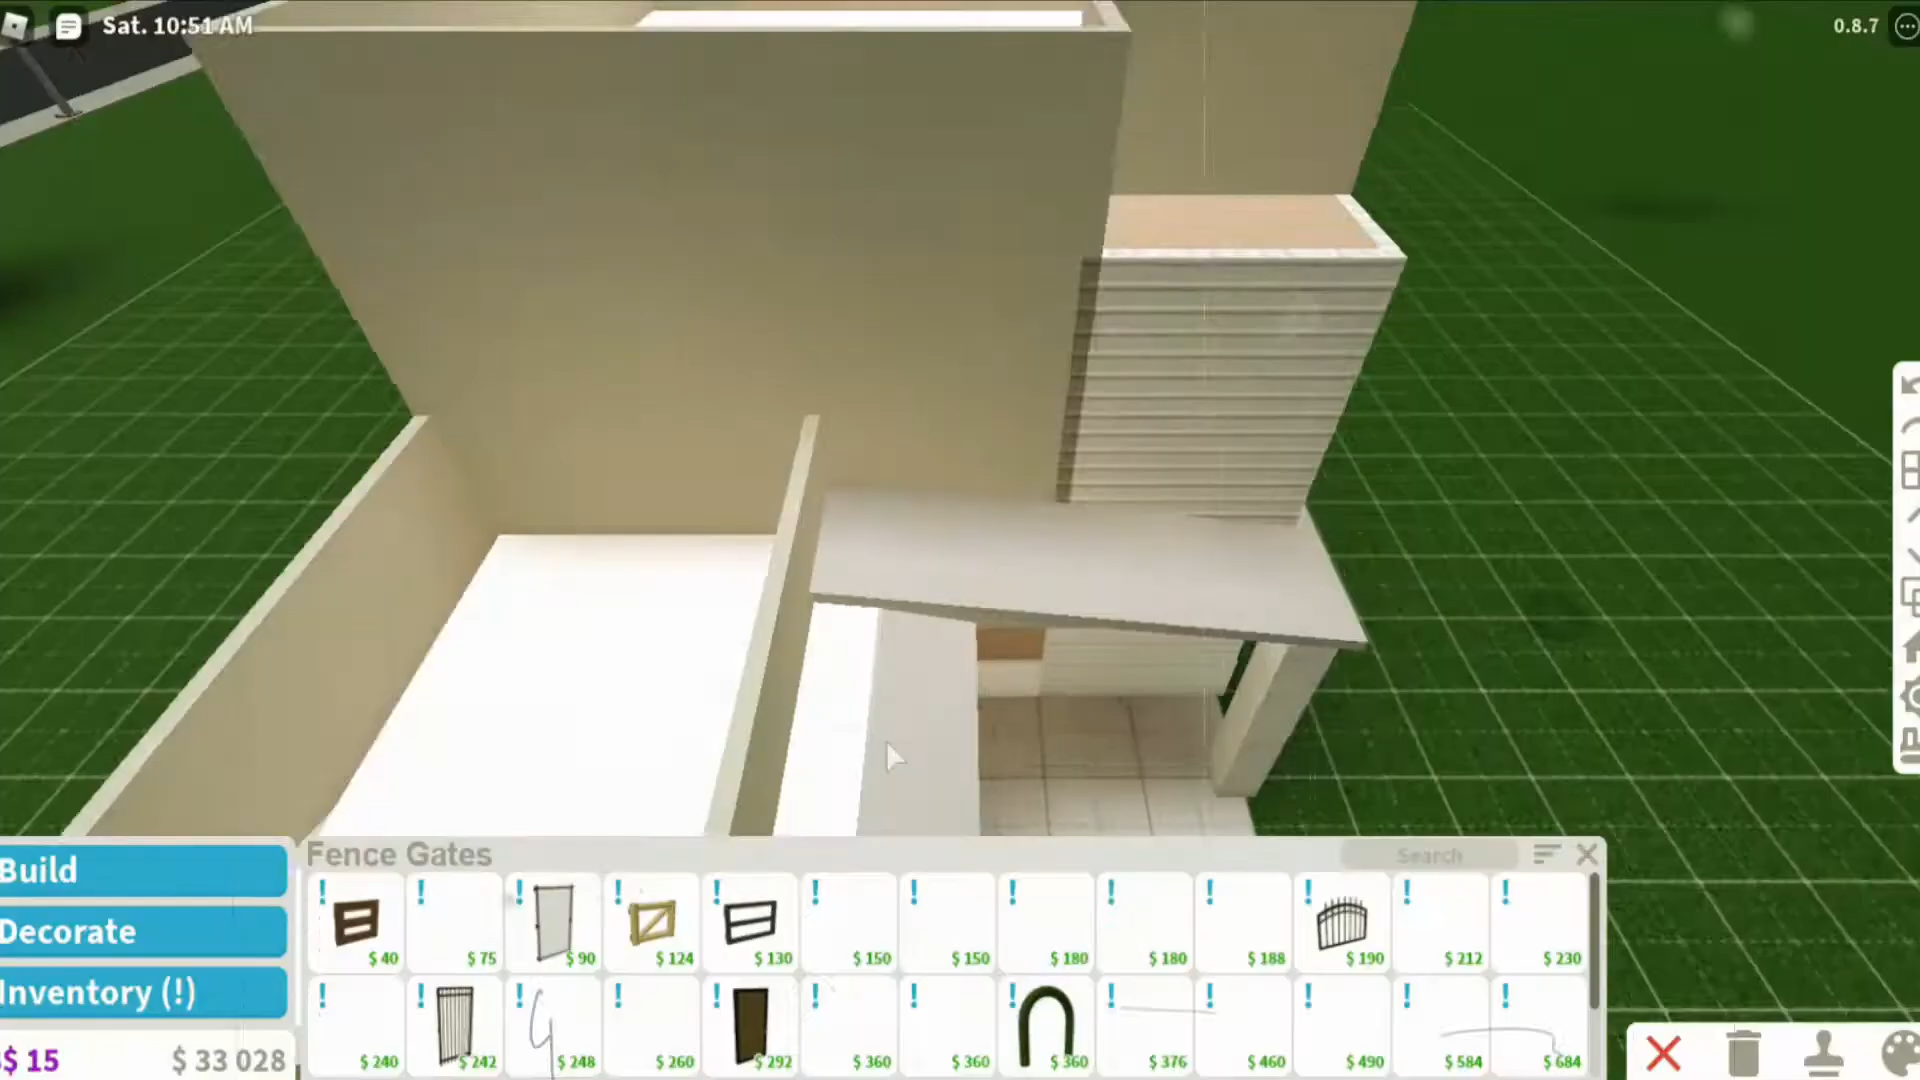 Sat. 10:51 AM
0.8.7
Build
Decorate
Inventory (!)
$ 15
$ 33 028
Fence Gates
Search
! ! ! ! ! ! ! ! ! ! ! ! !
$ 40 $ 75 $ 90 $ 124 $ 130 $ 150 $ 150 $ 180 $ 180 $ 188 $ 190 $ 212 $ 230
! ! ! ! ! ! ! ! ! ! ! ! !
$ 240 $ 242 $ 248 $ 260 $ 292 $ 360 $ 360 $ 360 $ 376 $ 460 $ 490 $ 584 $ 684